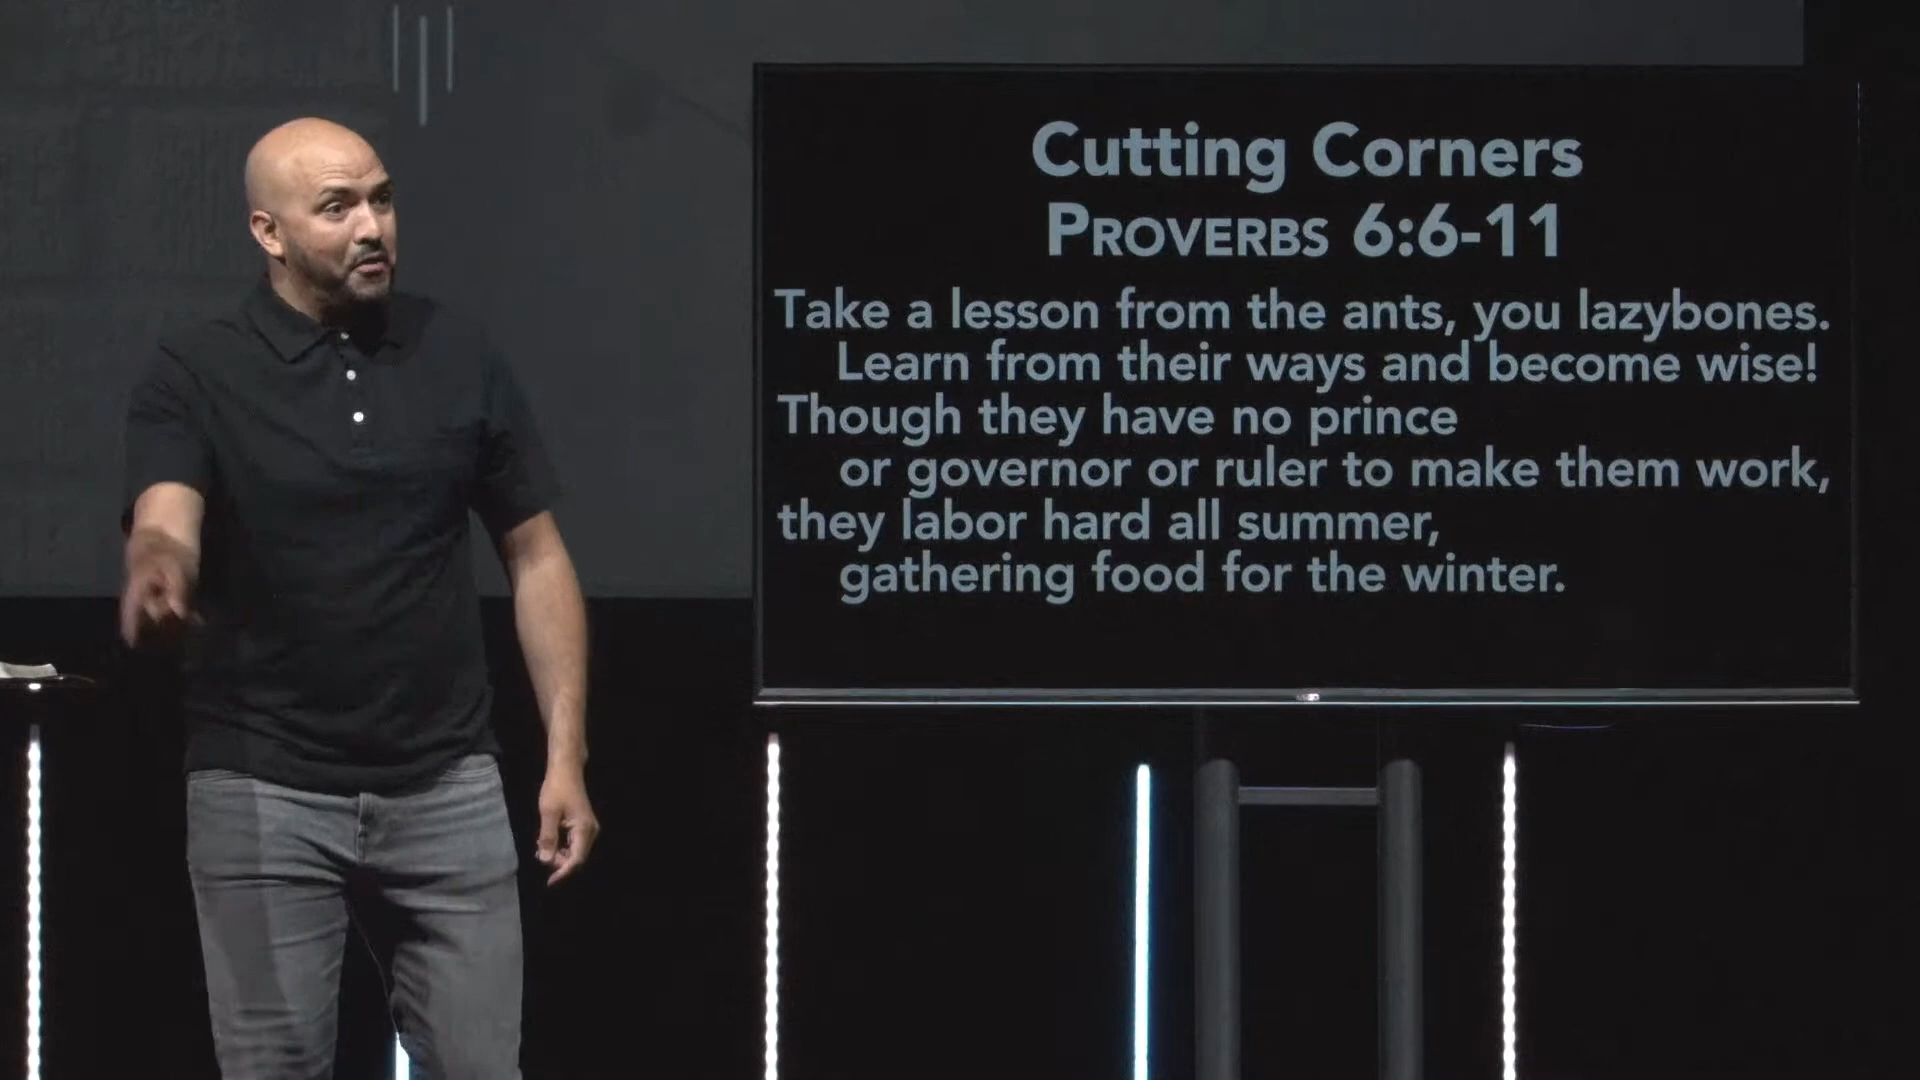 Cutting Corners
PROVERBS 6:6-11
Take a lesson from the ants, you lazybones.
Learn from their ways and become wise!
Though they have no prince
or governor or ruler to make them work,
they labor hard all summer,
gathering food for the winter.